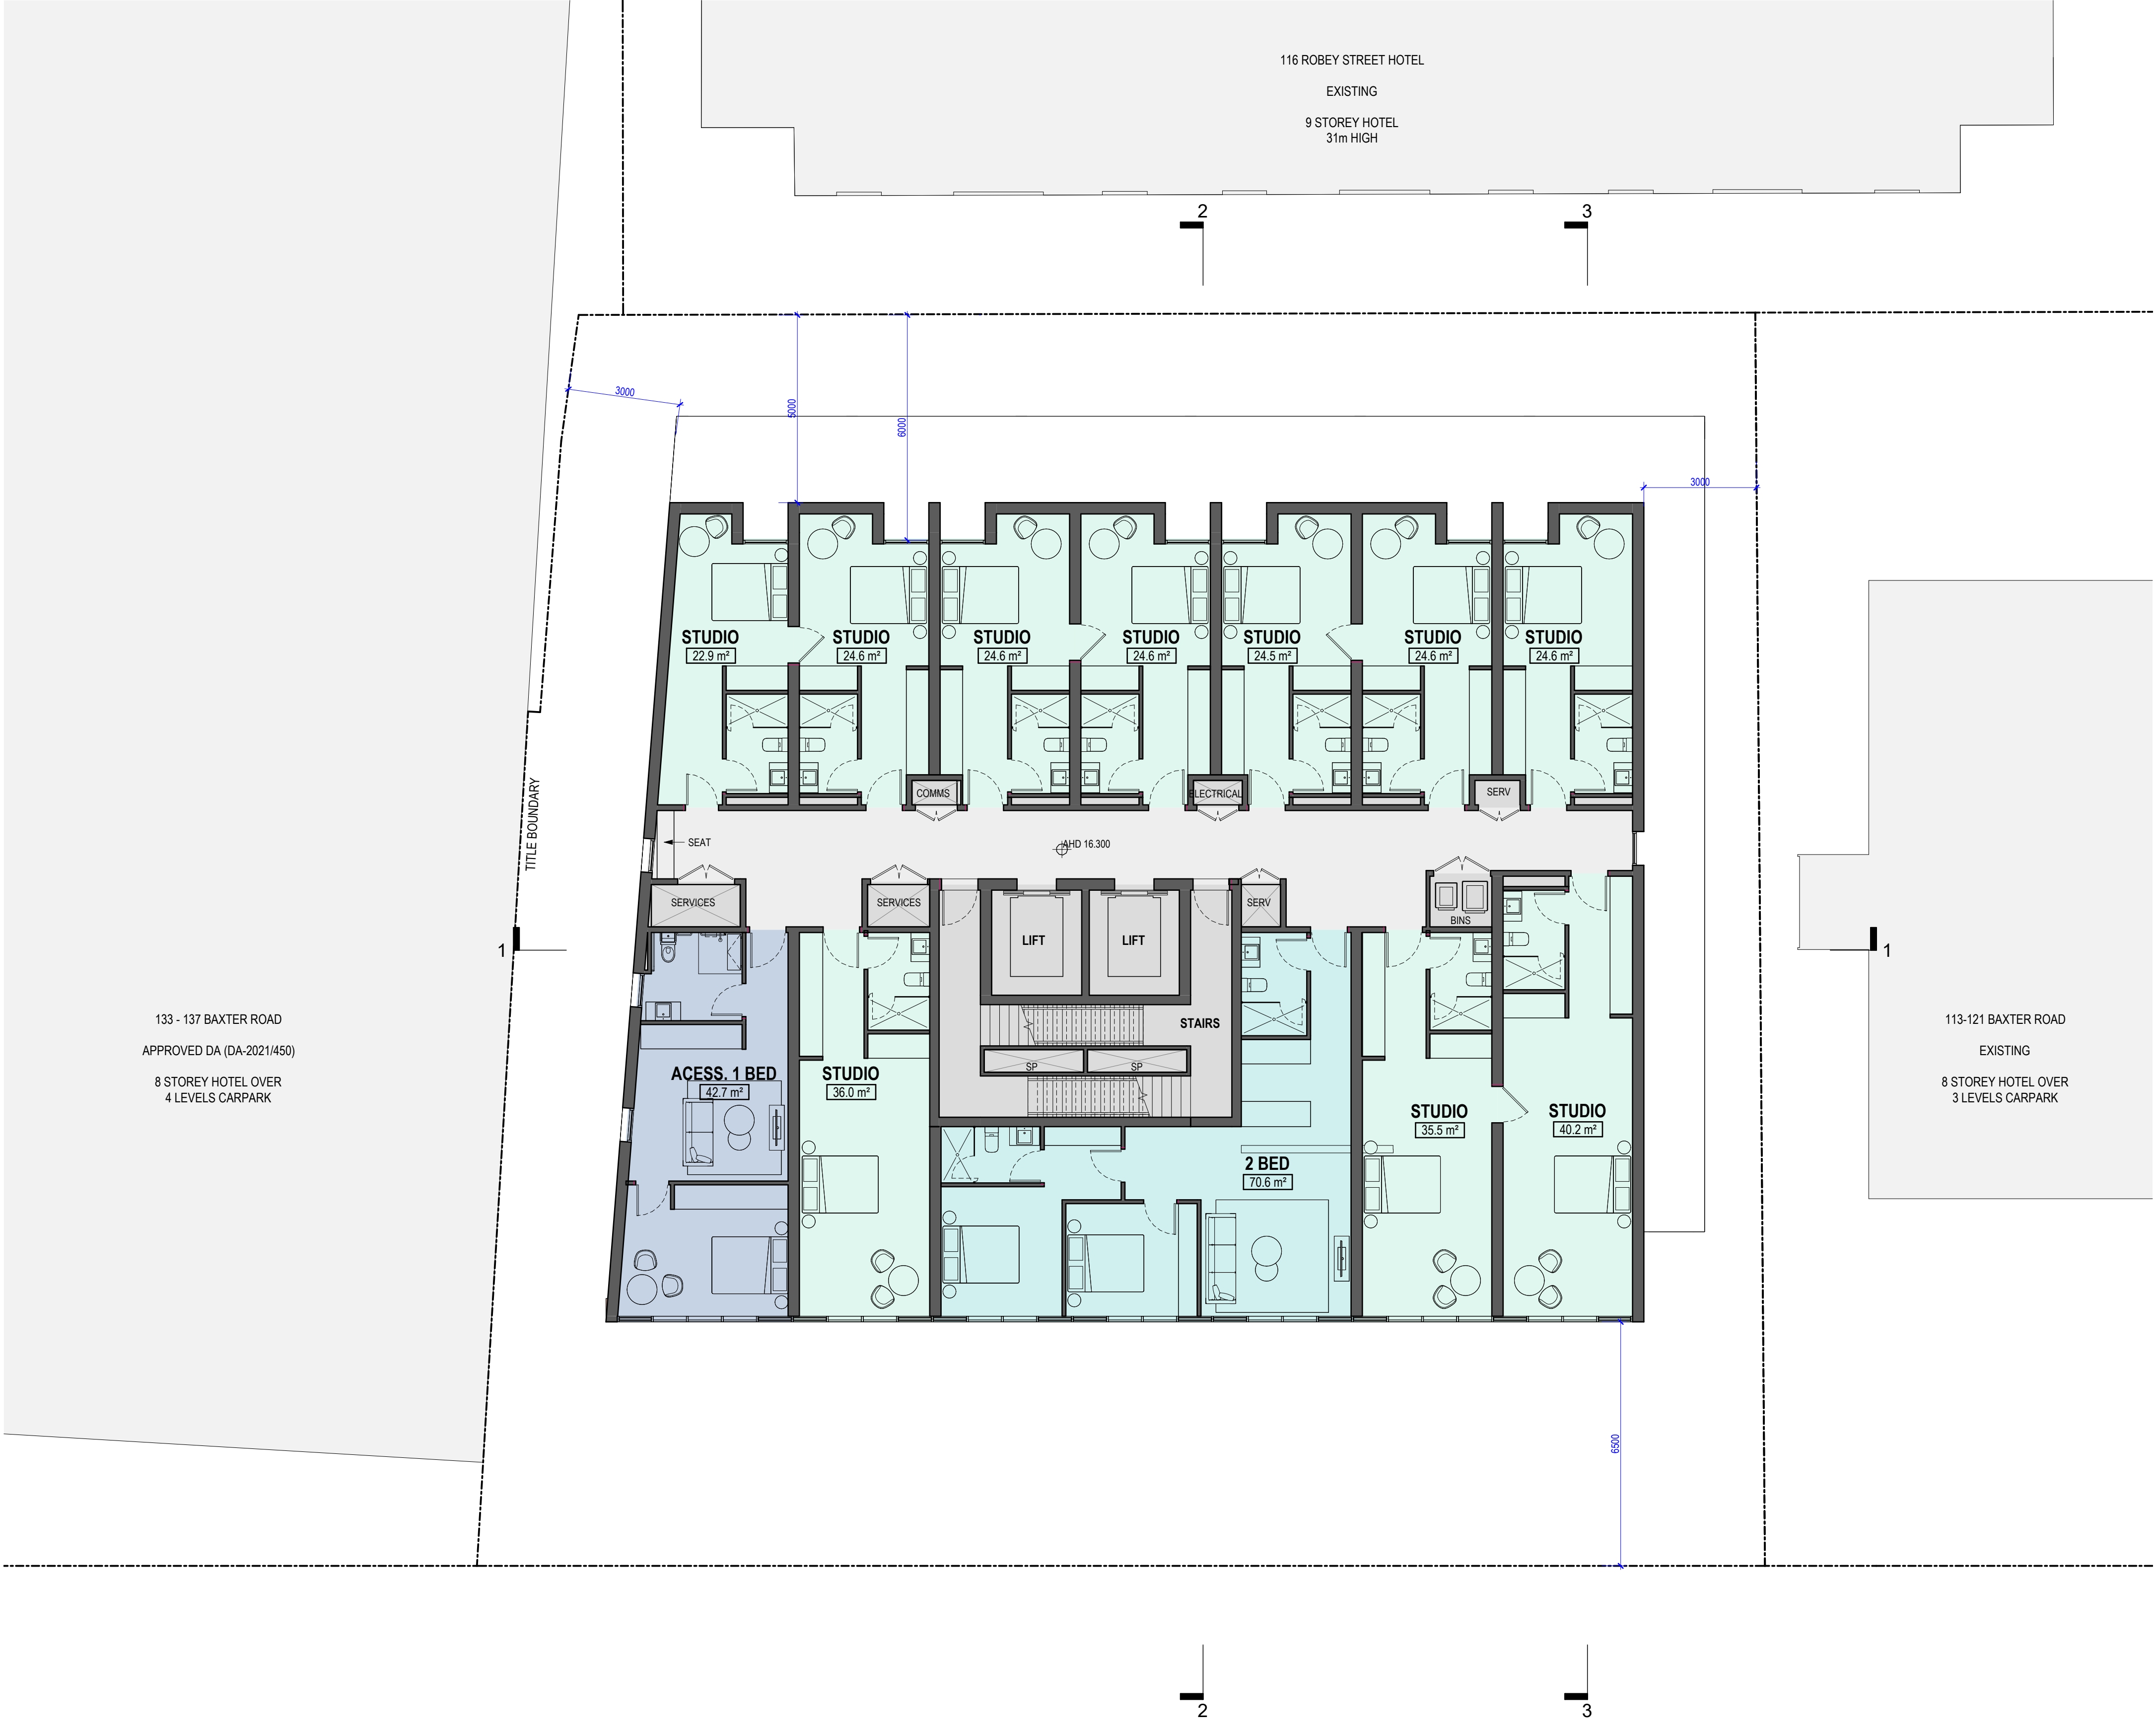 116 ROBEY STREET HOTEL
EXISTING
9 STOREY HOTEL
31m HIGH
2
3
3000
5000
6000
3000
STUDIO
22.9 m²
STUDIO
24.6 m²
STUDIO
24.6 m²
STUDIO
24.6 m²
STUDIO
24.5 m²
STUDIO
24.6 m²
STUDIO
24.6 m²
COMMS
ELECTRICAL
SERV
TITLE BOUNDARY
SEAT
AHD 16.300
SERVICES
SERVICES
SERV
BINS
LIFT
LIFT
1
1
STAIRS
SP
SP
133 - 137 BAXTER ROAD
APPROVED DA (DA-2021/450)
8 STOREY HOTEL OVER
4 LEVELS CARPARK
113-121 BAXTER ROAD
EXISTING
8 STOREY HOTEL OVER
3 LEVELS CARPARK
ACESS. 1 BED
42.7 m²
STUDIO
36.0 m²
2 BED
70.6 m²
STUDIO
35.5 m²
STUDIO
40.2 m²
6500
2
3